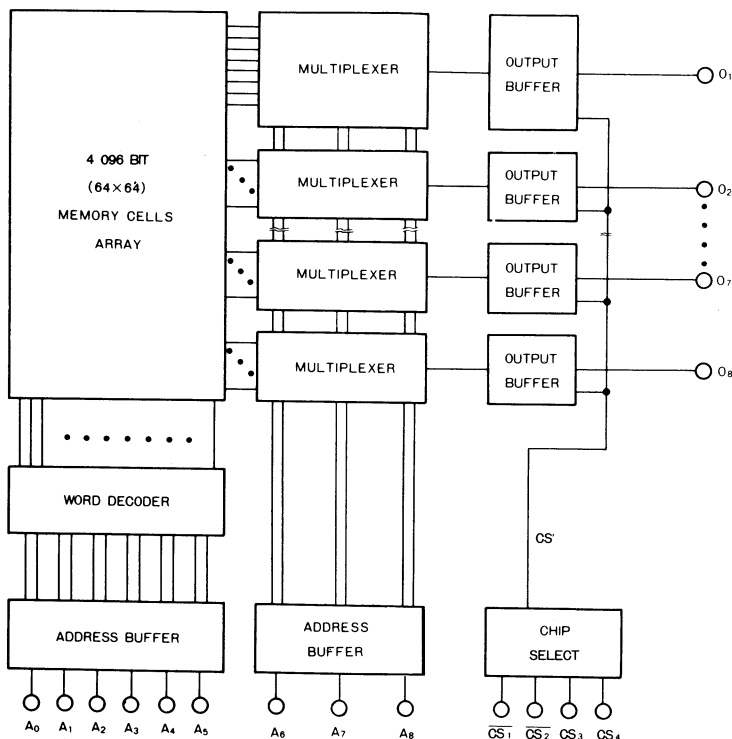 MULTIPLEXER
OUTPUT
BUFFER
O₁
4 096 BIT
(64×64)
MEMORY CELLS
ARRAY
MULTIPLEXER
OUTPUT
BUFFER
O₂
MULTIPLEXER
OUTPUT
BUFFER
O₇
MULTIPLEXER
OUTPUT
BUFFER
O₈
WORD DECODER
CS'
ADDRESS BUFFER
ADDRESS
BUFFER
CHIP
SELECT
A₀ A₁ A₂ A₃ A₄ A₅ A₆ A₇ A₈ C̅S̅₁ C̅S̅₂ CS₃ CS₄